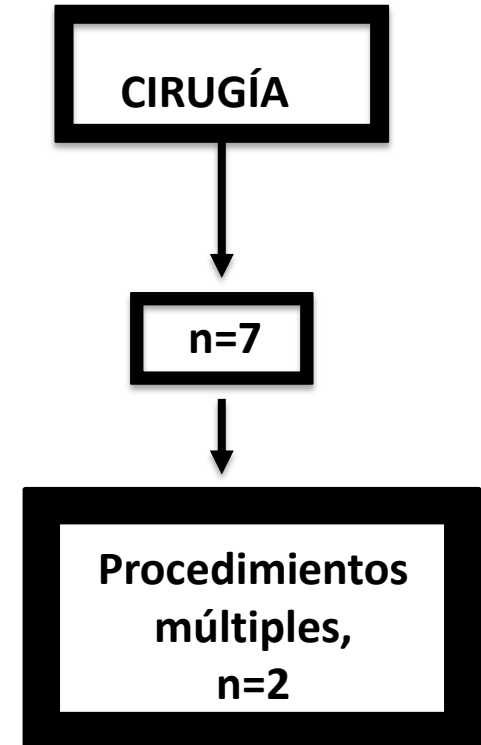 CIRUGÍA
n=7
Procedimientos
múltiples,
n=2